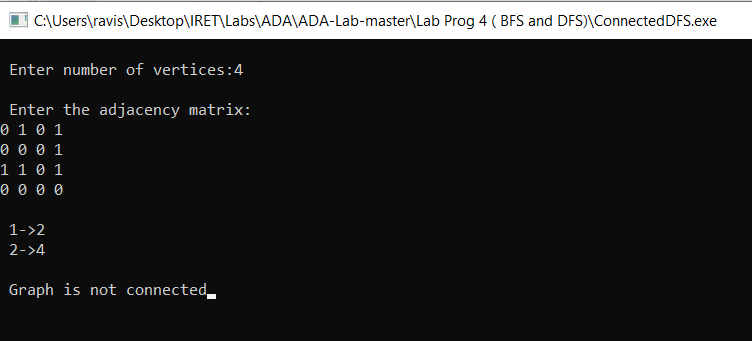 C:\Users\ravis\Desktop\IRET\Labs\ADA\ADA-Lab-master\Lab Prog 4 ( BFS and DFS)\ConnectedDFS.exe
Enter number of vertices:4
Enter the adjacency matrix:
0 1 0 1
0 0 0 1
1 1 0 1
0 0 0 0
1->2
2->4
Graph is not connected